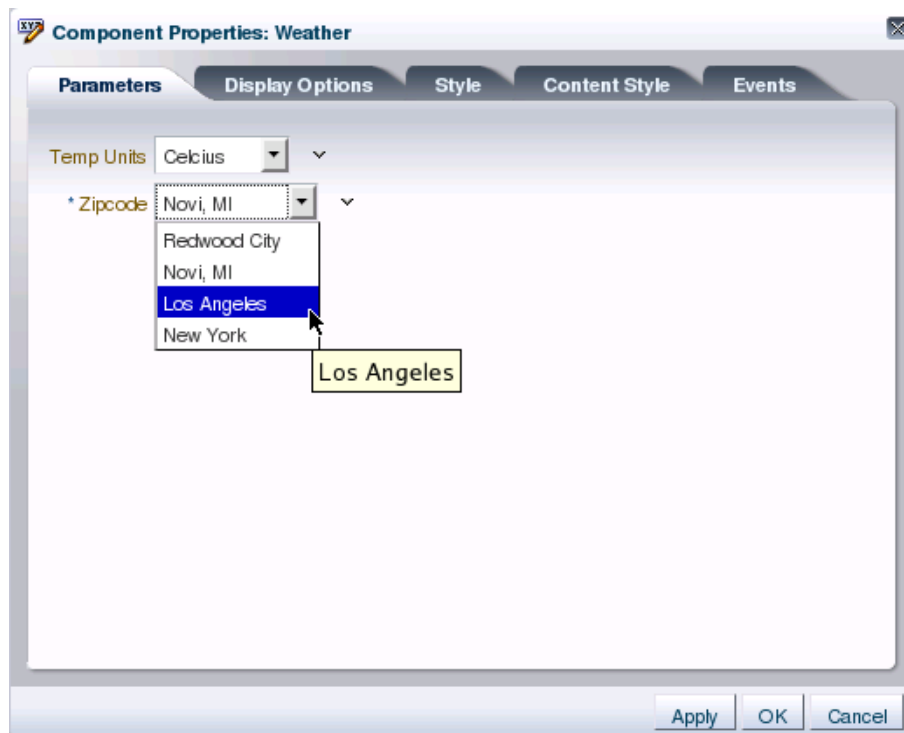 Component Properties: Weather
Parameters Display Options Style Content Style Events
Temp Units Celcius
* Zipcode Novi, MI
Redwood City
Novi, MI
Los Angeles
New York
Los Angeles
Apply OK Cancel